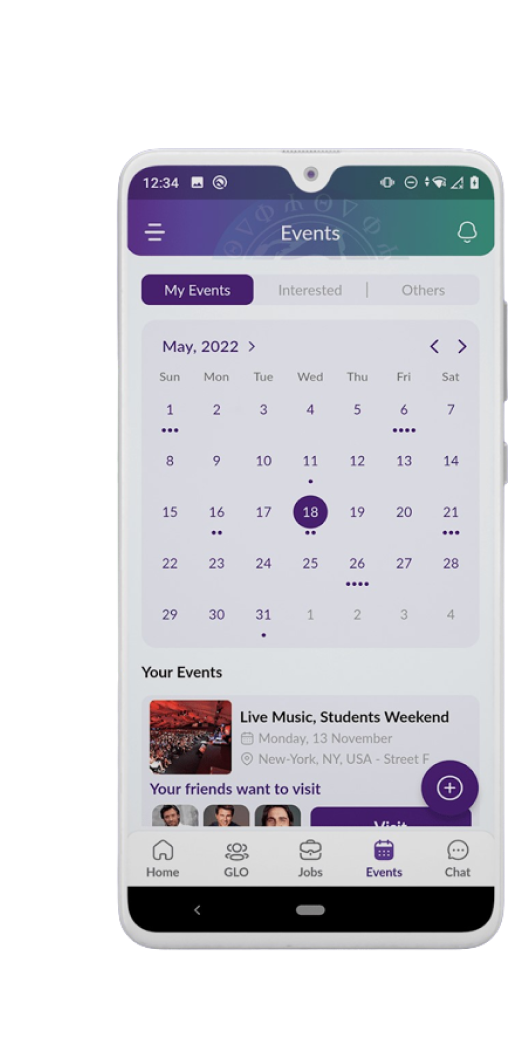 12:34
Events
My Events Interested | Others
May, 2022 > < >
Sun Mon Tue Wed Thu Fri Sat
1 2 3 4 5 6 7
8 9 10 11 12 13 14
15 16 17 18 19 20 21
22 23 24 25 26 27 28
29 30 31 1 2 3 4
Your Events
Live Music, Students Weekend
Monday, 13 November
New-York, NY, USA - Street F
Your friends want to visit
Visit
Home GLO Jobs Events Chat